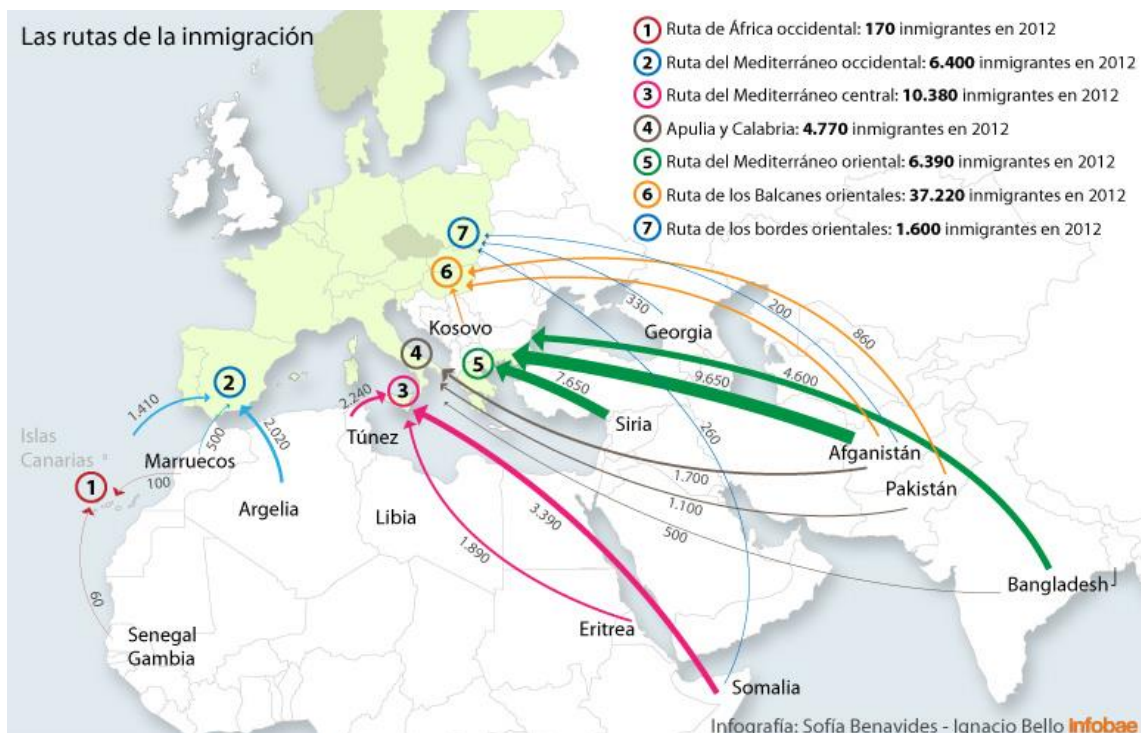 Las rutas de la inmigración
1 Ruta de África occidental: 170 inmigrantes en 2012
2 Ruta del Mediterráneo occidental: 6.400 inmigrantes en 2012
3 Ruta del Mediterráneo central: 10.380 inmigrantes en 2012
4 Apulia y Calabria: 4.770 inmigrantes en 2012
5 Ruta del Mediterráneo oriental: 6.390 inmigrantes en 2012
6 Ruta de los Balcanes orientales: 37.220 inmigrantes en 2012
7 Ruta de los bordes orientales: 1.600 inmigrantes en 2012
7
6
330
200
860
Kosovo
Georgia
4
5
7.650
9.650
4.600
2
3
1.410
500
2.020
2.240
260
Islas
Canarias
Marruecos
Túnez
Siria
Afganistán
1
100
1.700
Pakistán
Argelia
Libia
3.390
1.100
500
1.890
Bangladesh
60
Senegal
Gambia
Eritrea
Somalia
Infografía: Sofía Benavides - Ignacio Bello Infobae